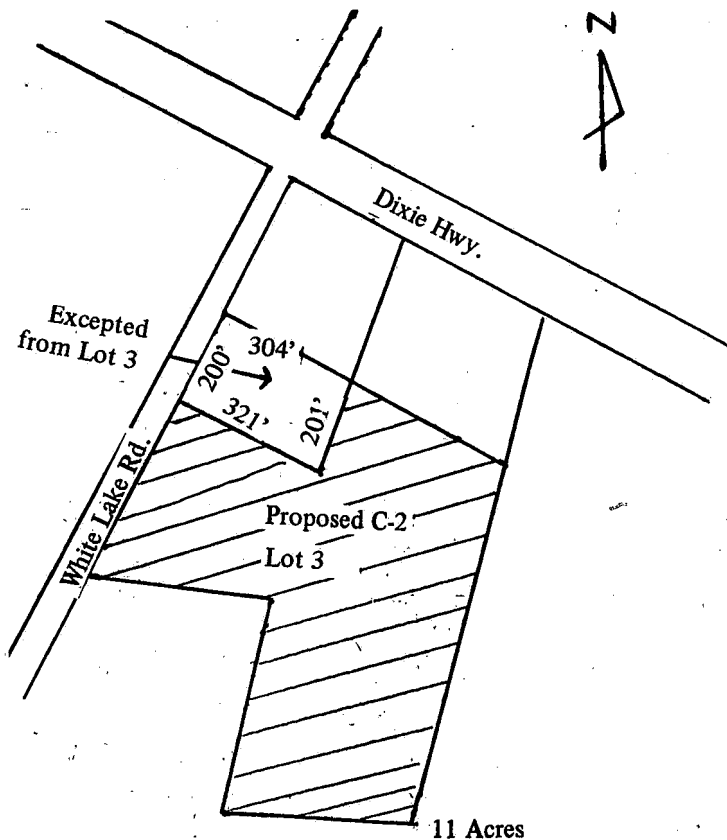 N
Dixie Hwy.
Excepted
from Lot 3
304'
200'
321'
201'
White Lake Rd.
Proposed C-2
Lot 3
11 Acres